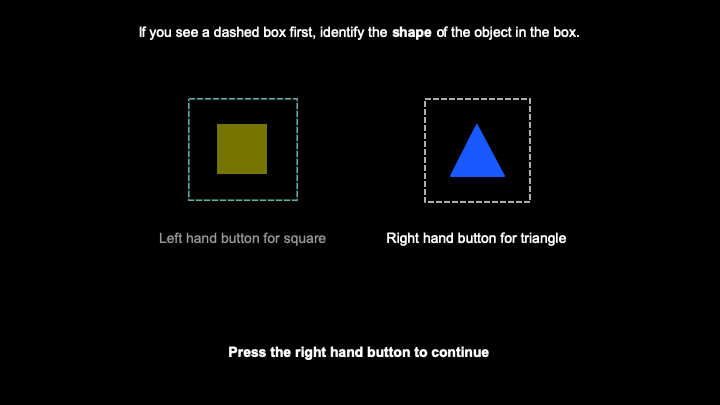 If you see a dashed box first, identify the shape of the object in the box.
Left hand button for square
Right hand button for triangle
Press the right hand button to continue